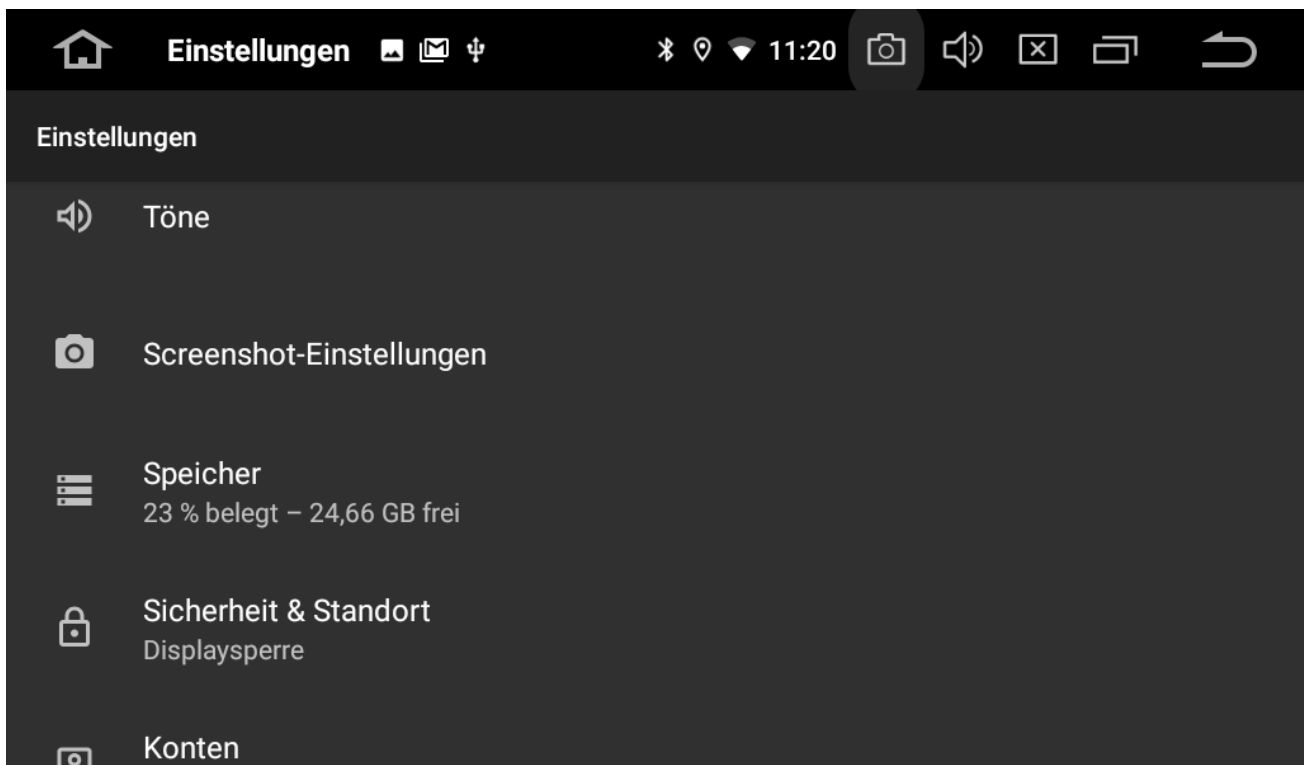 Einstellungen
11:20
Einstellungen
Töne
Screenshot-Einstellungen
Speicher
23 % belegt – 24,66 GB frei
Sicherheit & Standort
Displaysperre
Konten